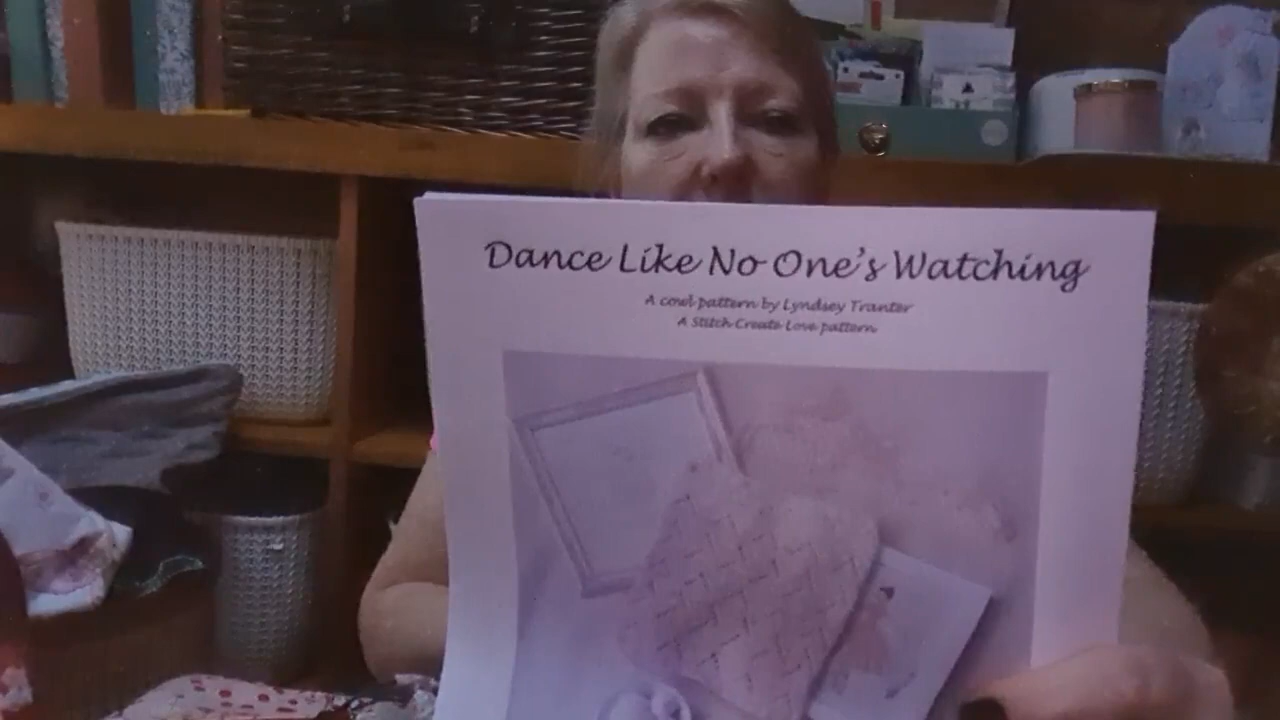 Dance Like No One's Watching
A cowl pattern by Lyndsey Tranter
A Stitch Create Love pattern